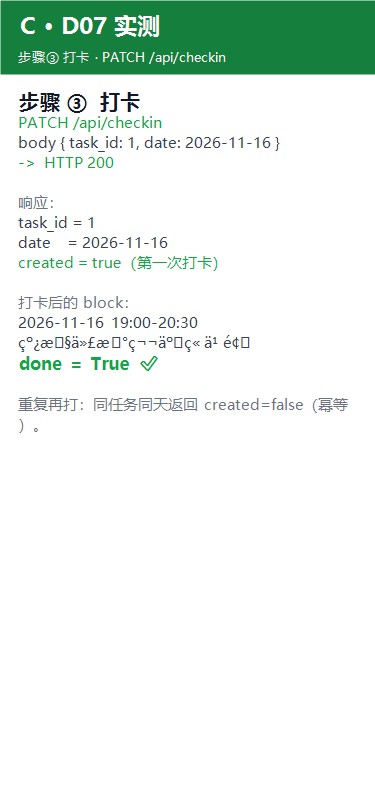 C · D07 实测
步骤③ 打卡 · PATCH /api/checkin
步骤 ③ 打卡
PATCH /api/checkin
body { task_id: 1, date: 2026-11-16 }
-> HTTP 200
响应：
task_id = 1
date = 2026-11-16
created = true（第一次打卡）
打卡后的 block：
2026-11-16 19:00-20:30
çº¿æ□§ä»£æ□°ç¬¬äº□ç« ä¹ é¢□
done = True ✅
重复再打：同任务同天返回 created=false（幂等
）。